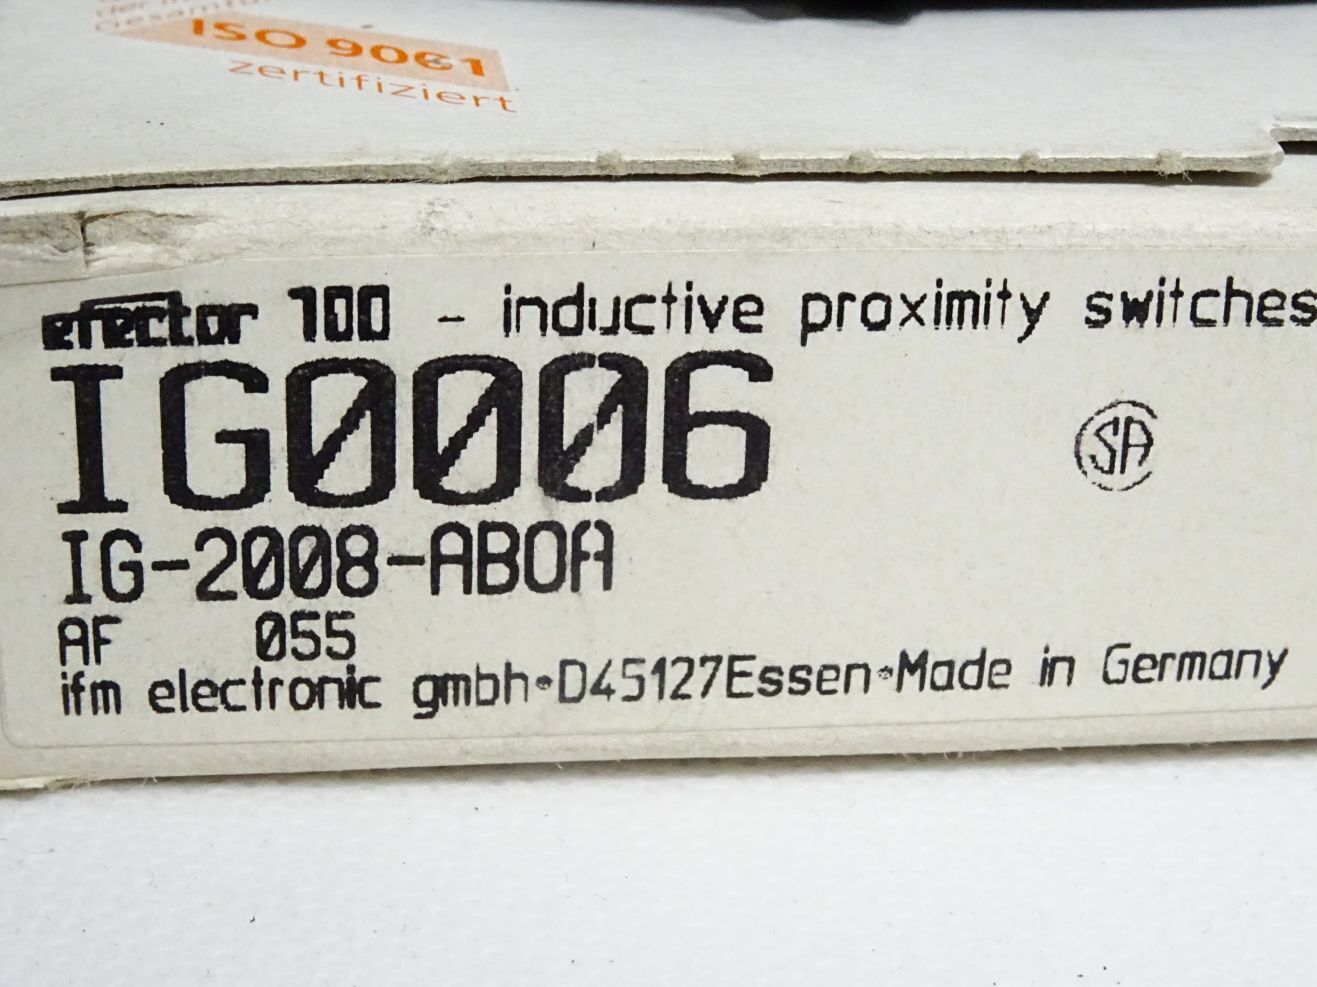 ISO 9001
zertifiziert
efector 100 - inductive proximity switches
IG0006
SA
IG-2008-ABOA
AF 055
ifm electronic gmbh•D45127Essen•Made in Germany